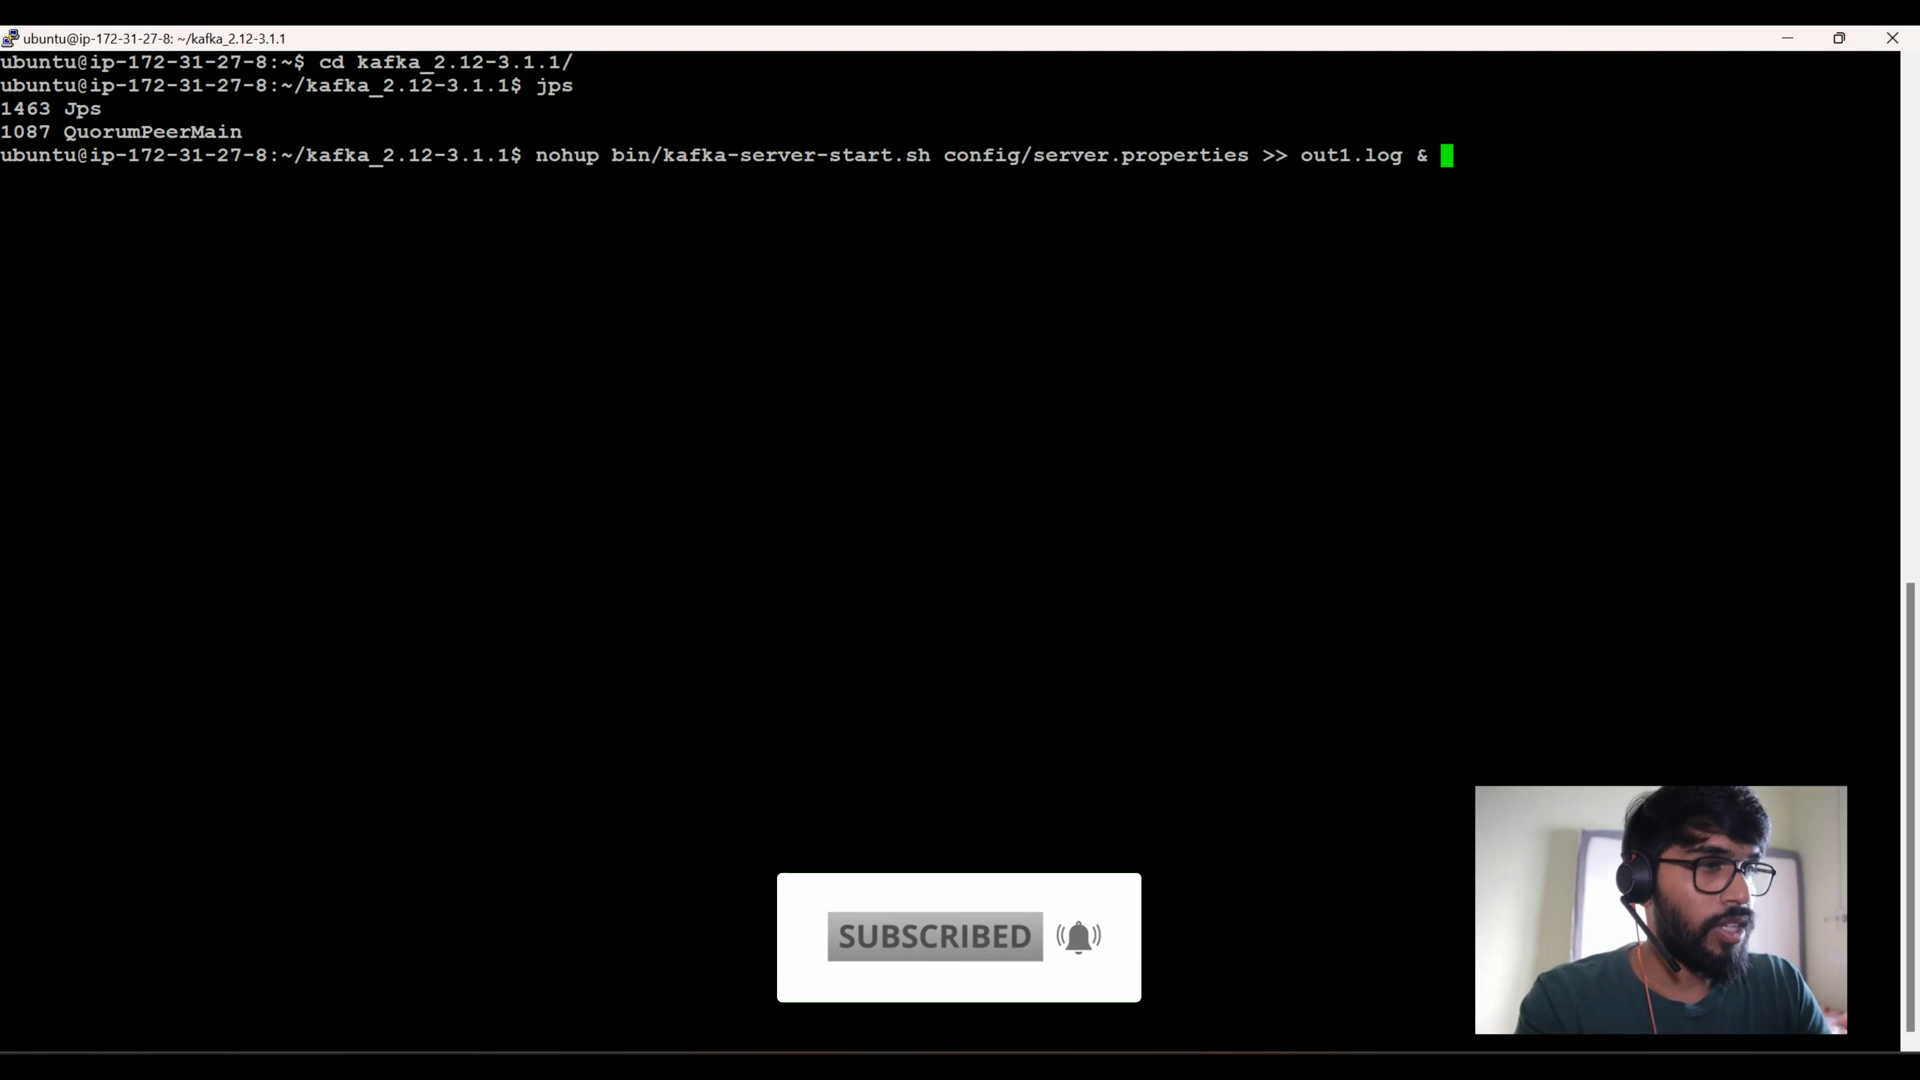 ubuntu@ip-172-31-27-8: ~/kafka_2.12-3.1.1
ubuntu@ip-172-31-27-8:~$ cd kafka_2.12-3.1.1/
ubuntu@ip-172-31-27-8:~/kafka_2.12-3.1.1$ jps
1463 Jps
1087 QuorumPeerMain
ubuntu@ip-172-31-27-8:~/kafka_2.12-3.1.1$ nohup bin/kafka-server-start.sh config/server.properties >> out1.log &
SUBSCRIBED